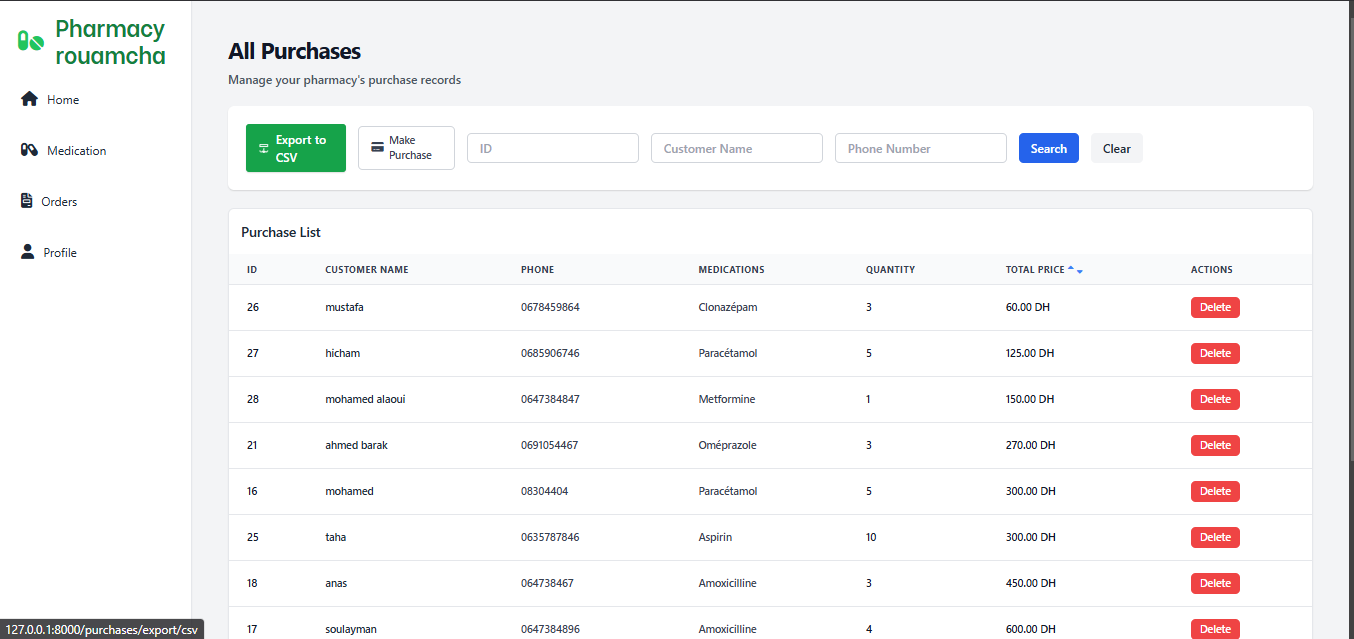 Pharmacy
rouamcha
Home
Medication
Orders
Profile
All Purchases
Manage your pharmacy's purchase records
Export to
CSV
Make
Purchase
ID
Customer Name
Phone Number
Search
Clear
Purchase List
ID CUSTOMER NAME PHONE MEDICATIONS QUANTITY TOTAL PRICE ACTIONS
26 mustafa 0678459864 Clonazépam 3 60.00 DH Delete
27 hicham 0685906746 Paracétamol 5 125.00 DH Delete
28 mohamed alaoui 0647384847 Metformine 1 150.00 DH Delete
21 ahmed barak 0691054467 Oméprazole 3 270.00 DH Delete
16 mohamed 08304404 Paracétamol 5 300.00 DH Delete
25 taha 0635787846 Aspirin 10 300.00 DH Delete
18 anas 064738467 Amoxicilline 3 450.00 DH Delete
17 soulayman 0647384896 Amoxicilline 4 600.00 DH Delete
127.0.0.1:8000/purchases/export/csv